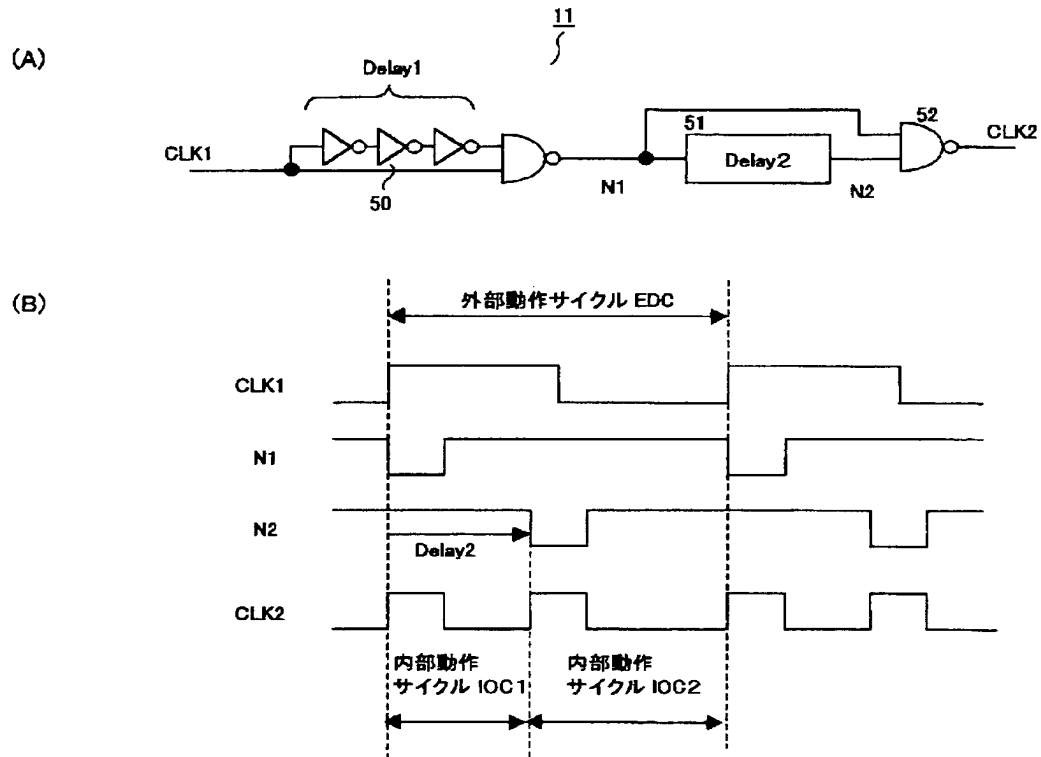 11
(A)
Delay1
CLK1
50
N1
51
Delay2
N2
52
CLK2
(B)
外部動作サイクル EDC
CLK1
N1
N2
Delay2
CLK2
内部動作
サイクル IOC1
内部動作
サイクル IOC2